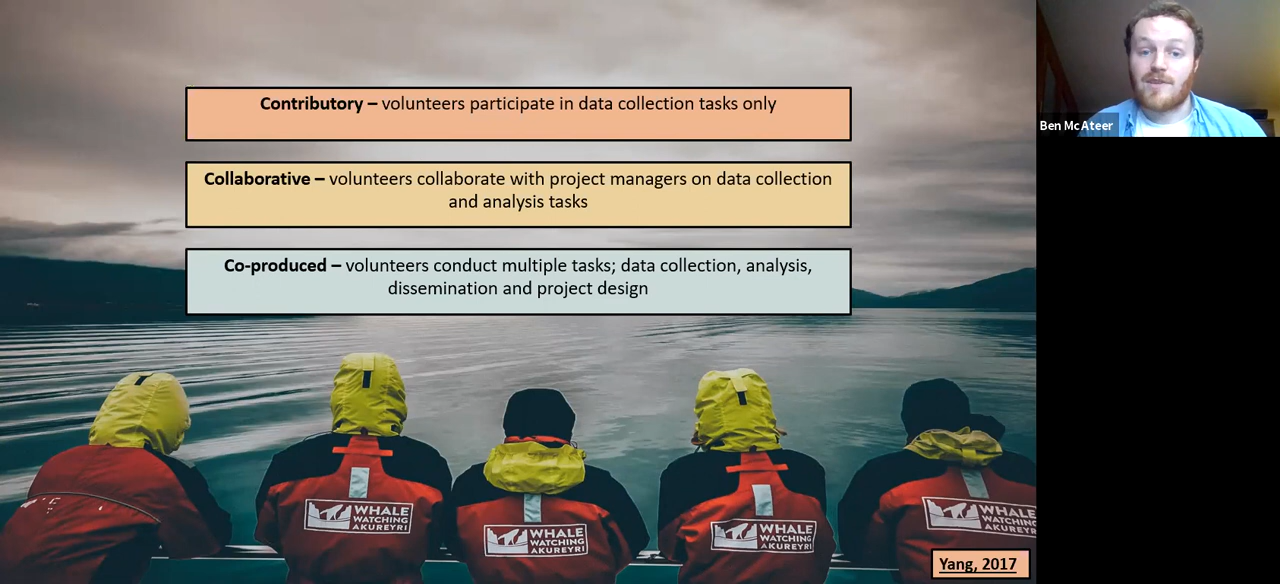 Contributory – volunteers participate in data collection tasks only
Collaborative – volunteers collaborate with project managers on data collection
and analysis tasks
Co-produced – volunteers conduct multiple tasks; data collection, analysis,
dissemination and project design
Ben McAteer
WHALE
WATCHING
AKUREYRI
WHALE
WATCHING
AKUREYRI
WHALE
WATCHING
AKUREYRI
WHALE
WATCHING
AKUREYRI
Yang, 2017